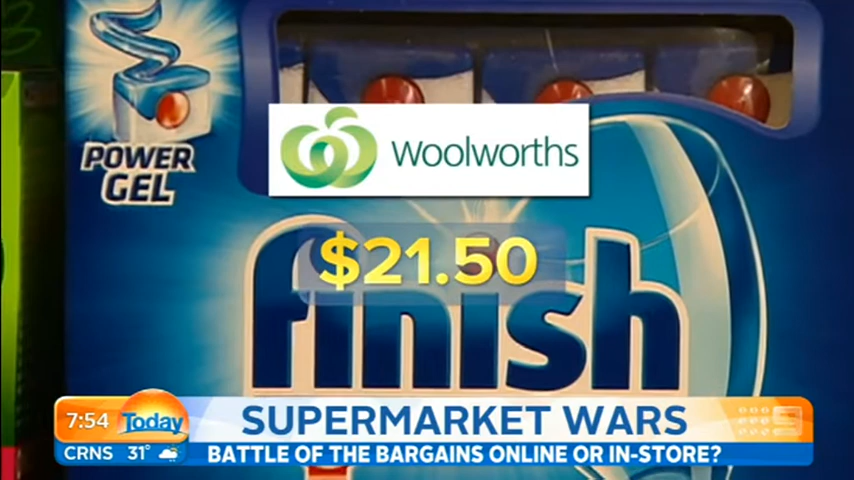 POWER
GEL
Woolworths
$21.50
finish
7:54 Today
SUPERMARKET WARS
CRNS 31°
BATTLE OF THE BARGAINS ONLINE OR IN-STORE?